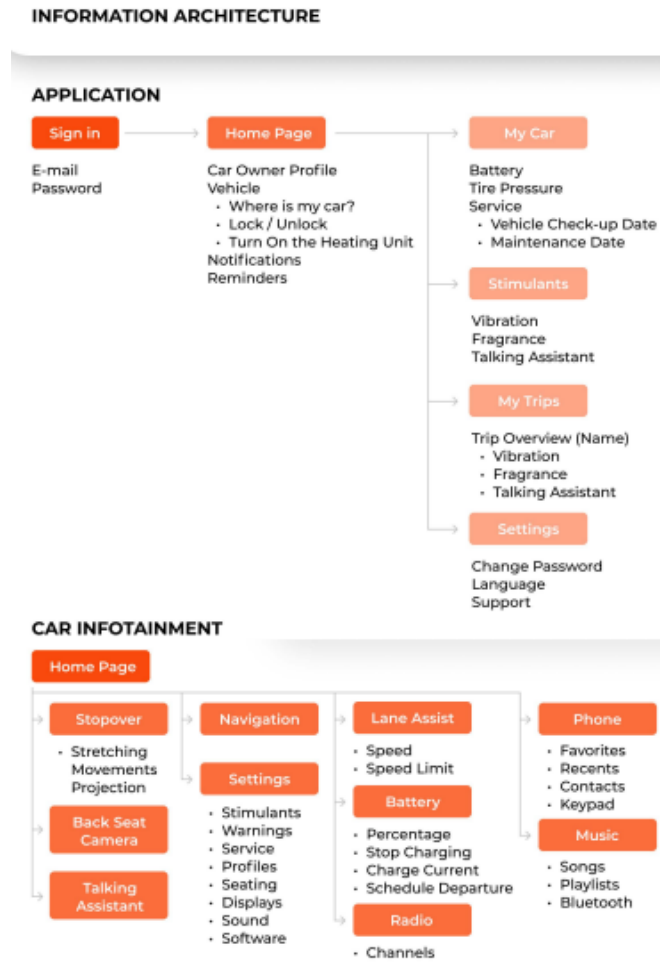 INFORMATION ARCHITECTURE
APPLICATION
Sign in
E-mail
Password
Home Page
Car Owner Profile
Vehicle
• Where is my car?
• Lock / Unlock
• Turn On the Heating Unit
Notifications
Reminders
My Car
Battery
Tire Pressure
Service
• Vehicle Check-up Date
• Maintenance Date
Stimulants
Vibration
Fragrance
Talking Assistant
My Trips
Trip Overview (Name)
• Vibration
• Fragrance
• Talking Assistant
Settings
Change Password
Language
Support
CAR INFOTAINMENT
Home Page
Stopover
• Stretching
Movements
Projection
Back Seat
Camera
Talking
Assistant
Navigation
Settings
• Stimulants
• Warnings
• Service
• Profiles
• Seating
• Displays
• Sound
• Software
Lane Assist
• Speed
• Speed Limit
Battery
• Percentage
• Stop Charging
• Charge Current
• Schedule Departure
Radio
• Channels
Phone
• Favorites
• Recents
• Contacts
• Keypad
Music
• Songs
• Playlists
• Bluetooth